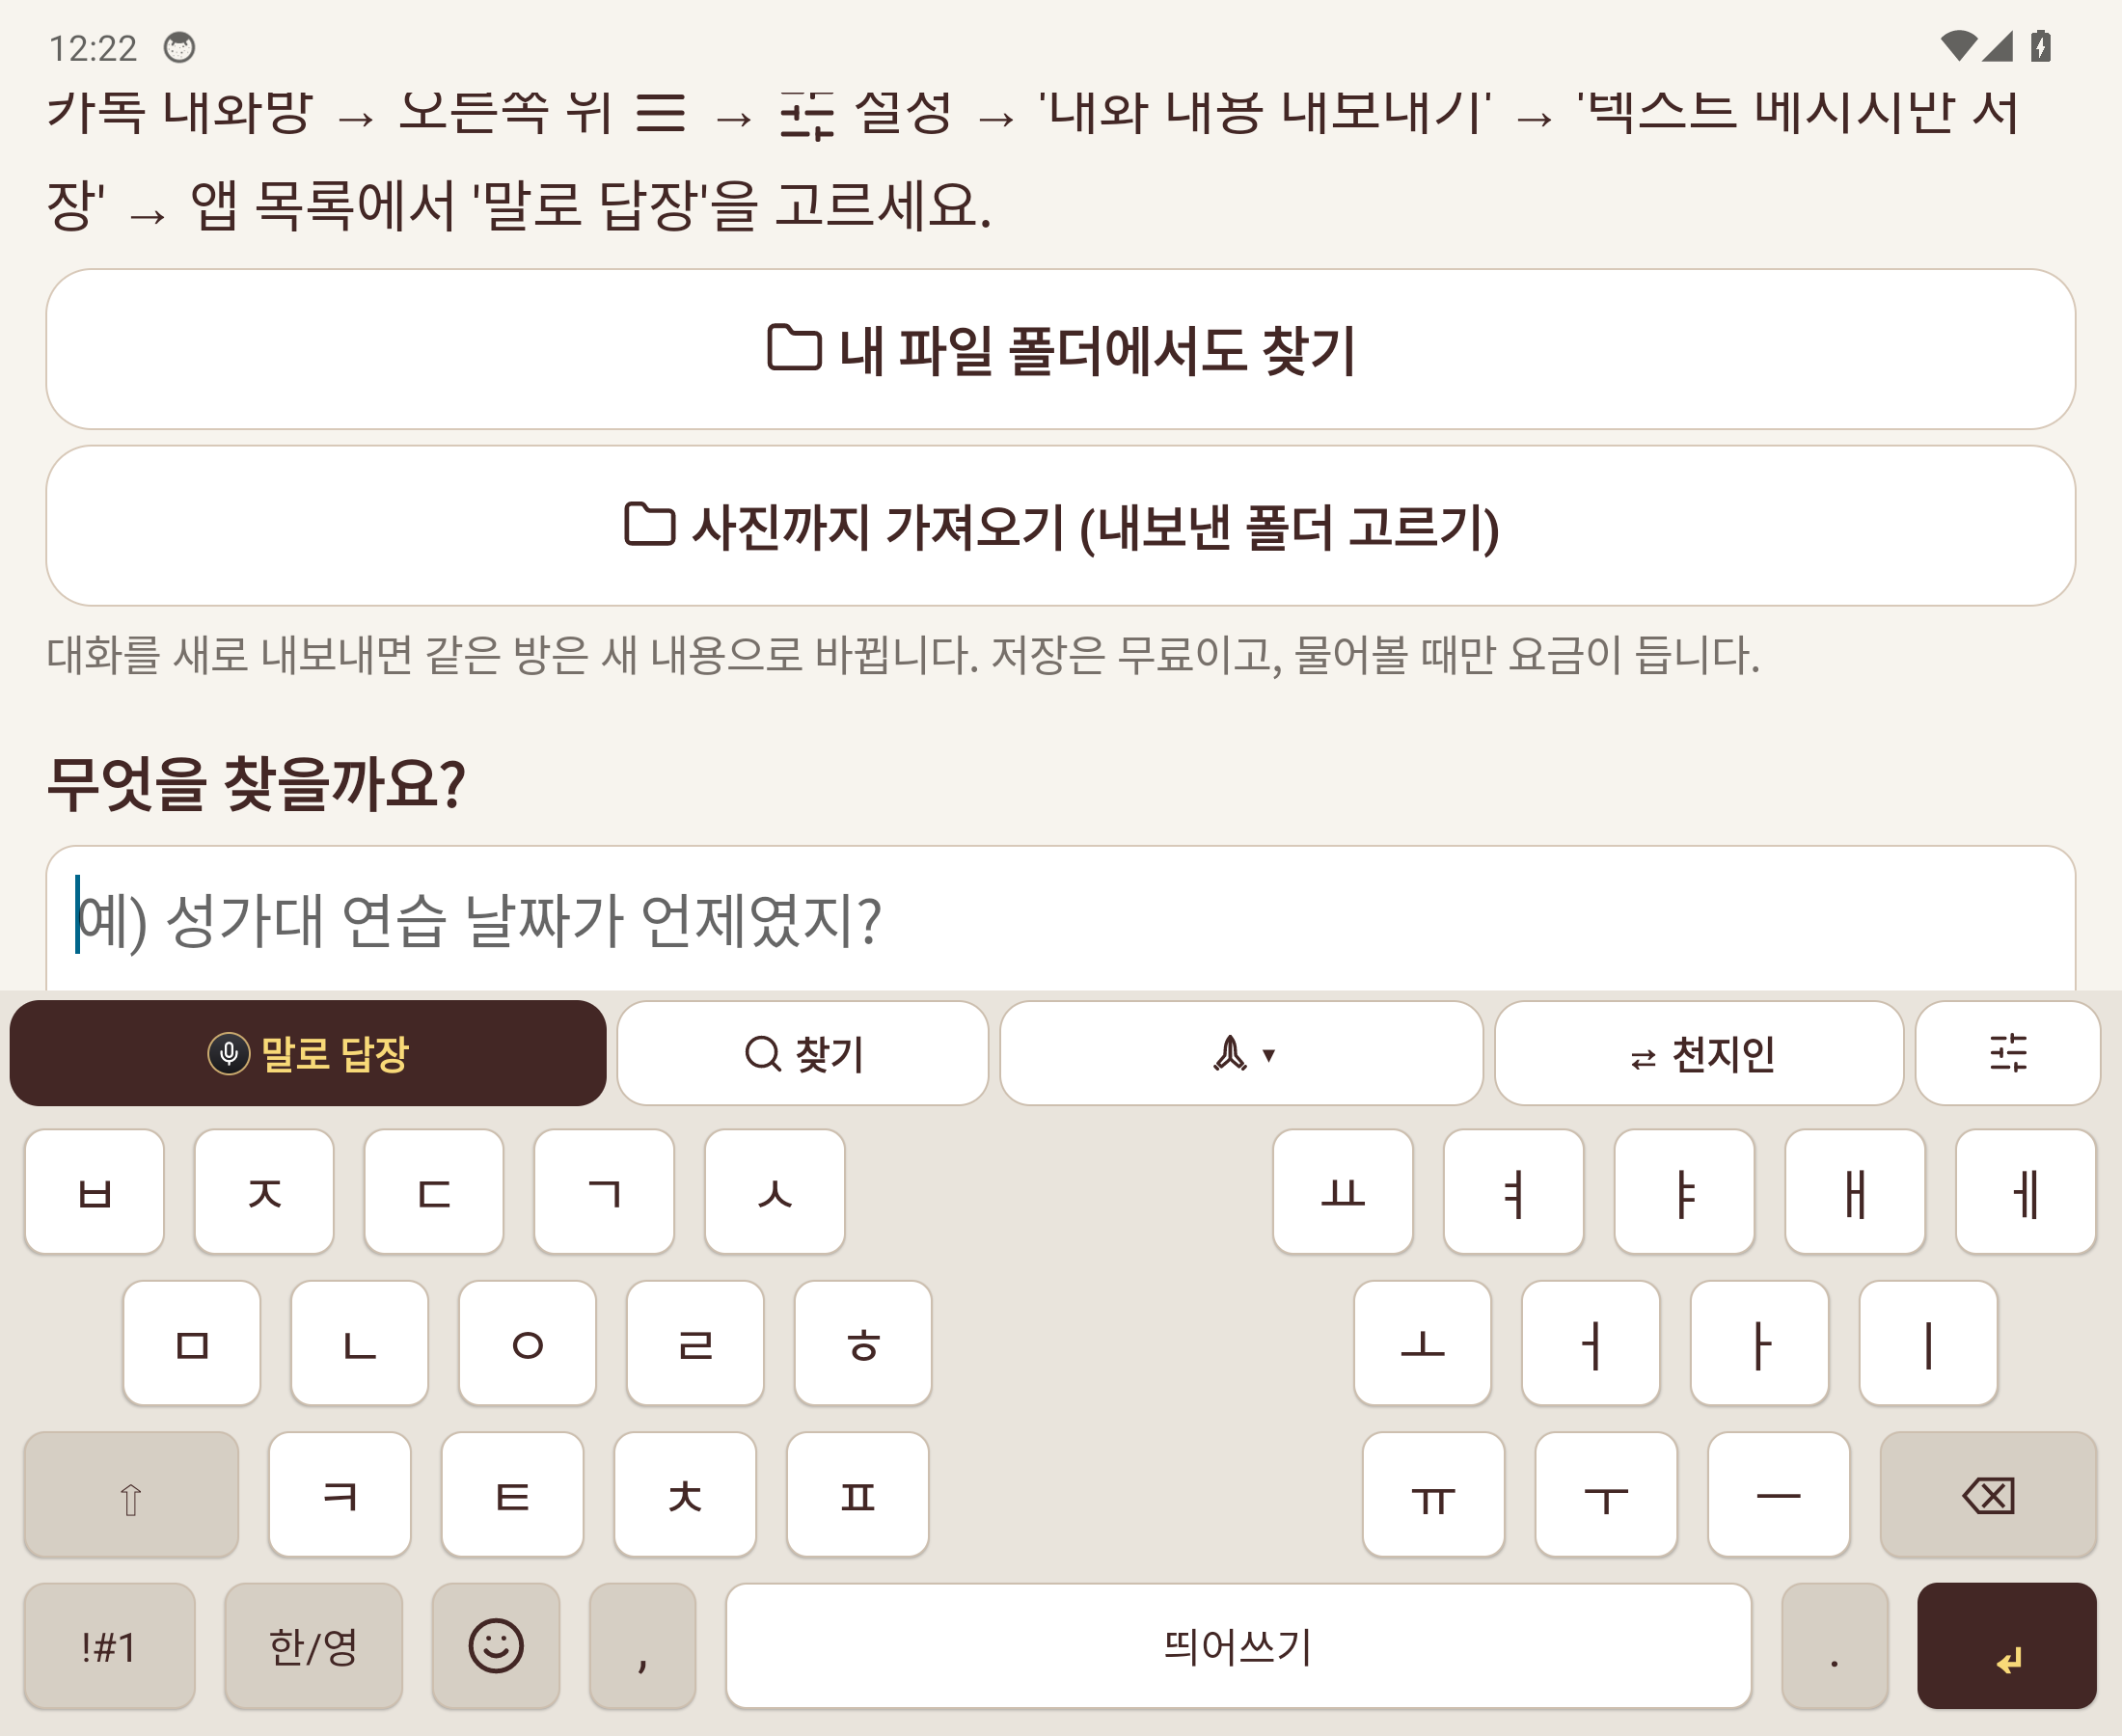 12:22
카톡 대화방 → 오른쪽 위 ☰ → 설정 → '대화 내용 내보내기' → '텍스트 메시지만 저
장' → 앱 목록에서 '말로 답장'을 고르세요.
내 파일 폴더에서도 찾기
사진까지 가져오기 (내보낸 폴더 고르기)
대화를 새로 내보내면 같은 방은 새 내용으로 바뀝니다. 저장은 무료이고, 물어볼 때만 요금이 듭니다.
무엇을 찾을까요?
예) 성가대 연습 날짜가 언제였지?
말로 답장 찾기 ▾ ⇄ 천지인
ㅂ ㅈ ㄷ ㄱ ㅅ ㅛ ㅕ ㅑ ㅐ ㅔ
ㅁ ㄴ ㅇ ㄹ ㅎ ㅗ ㅓ ㅏ ㅣ
⇧ ㅋ ㅌ ㅊ ㅍ ㅠ ㅜ ㅡ
!#1 한/영 , 띄어쓰기 .